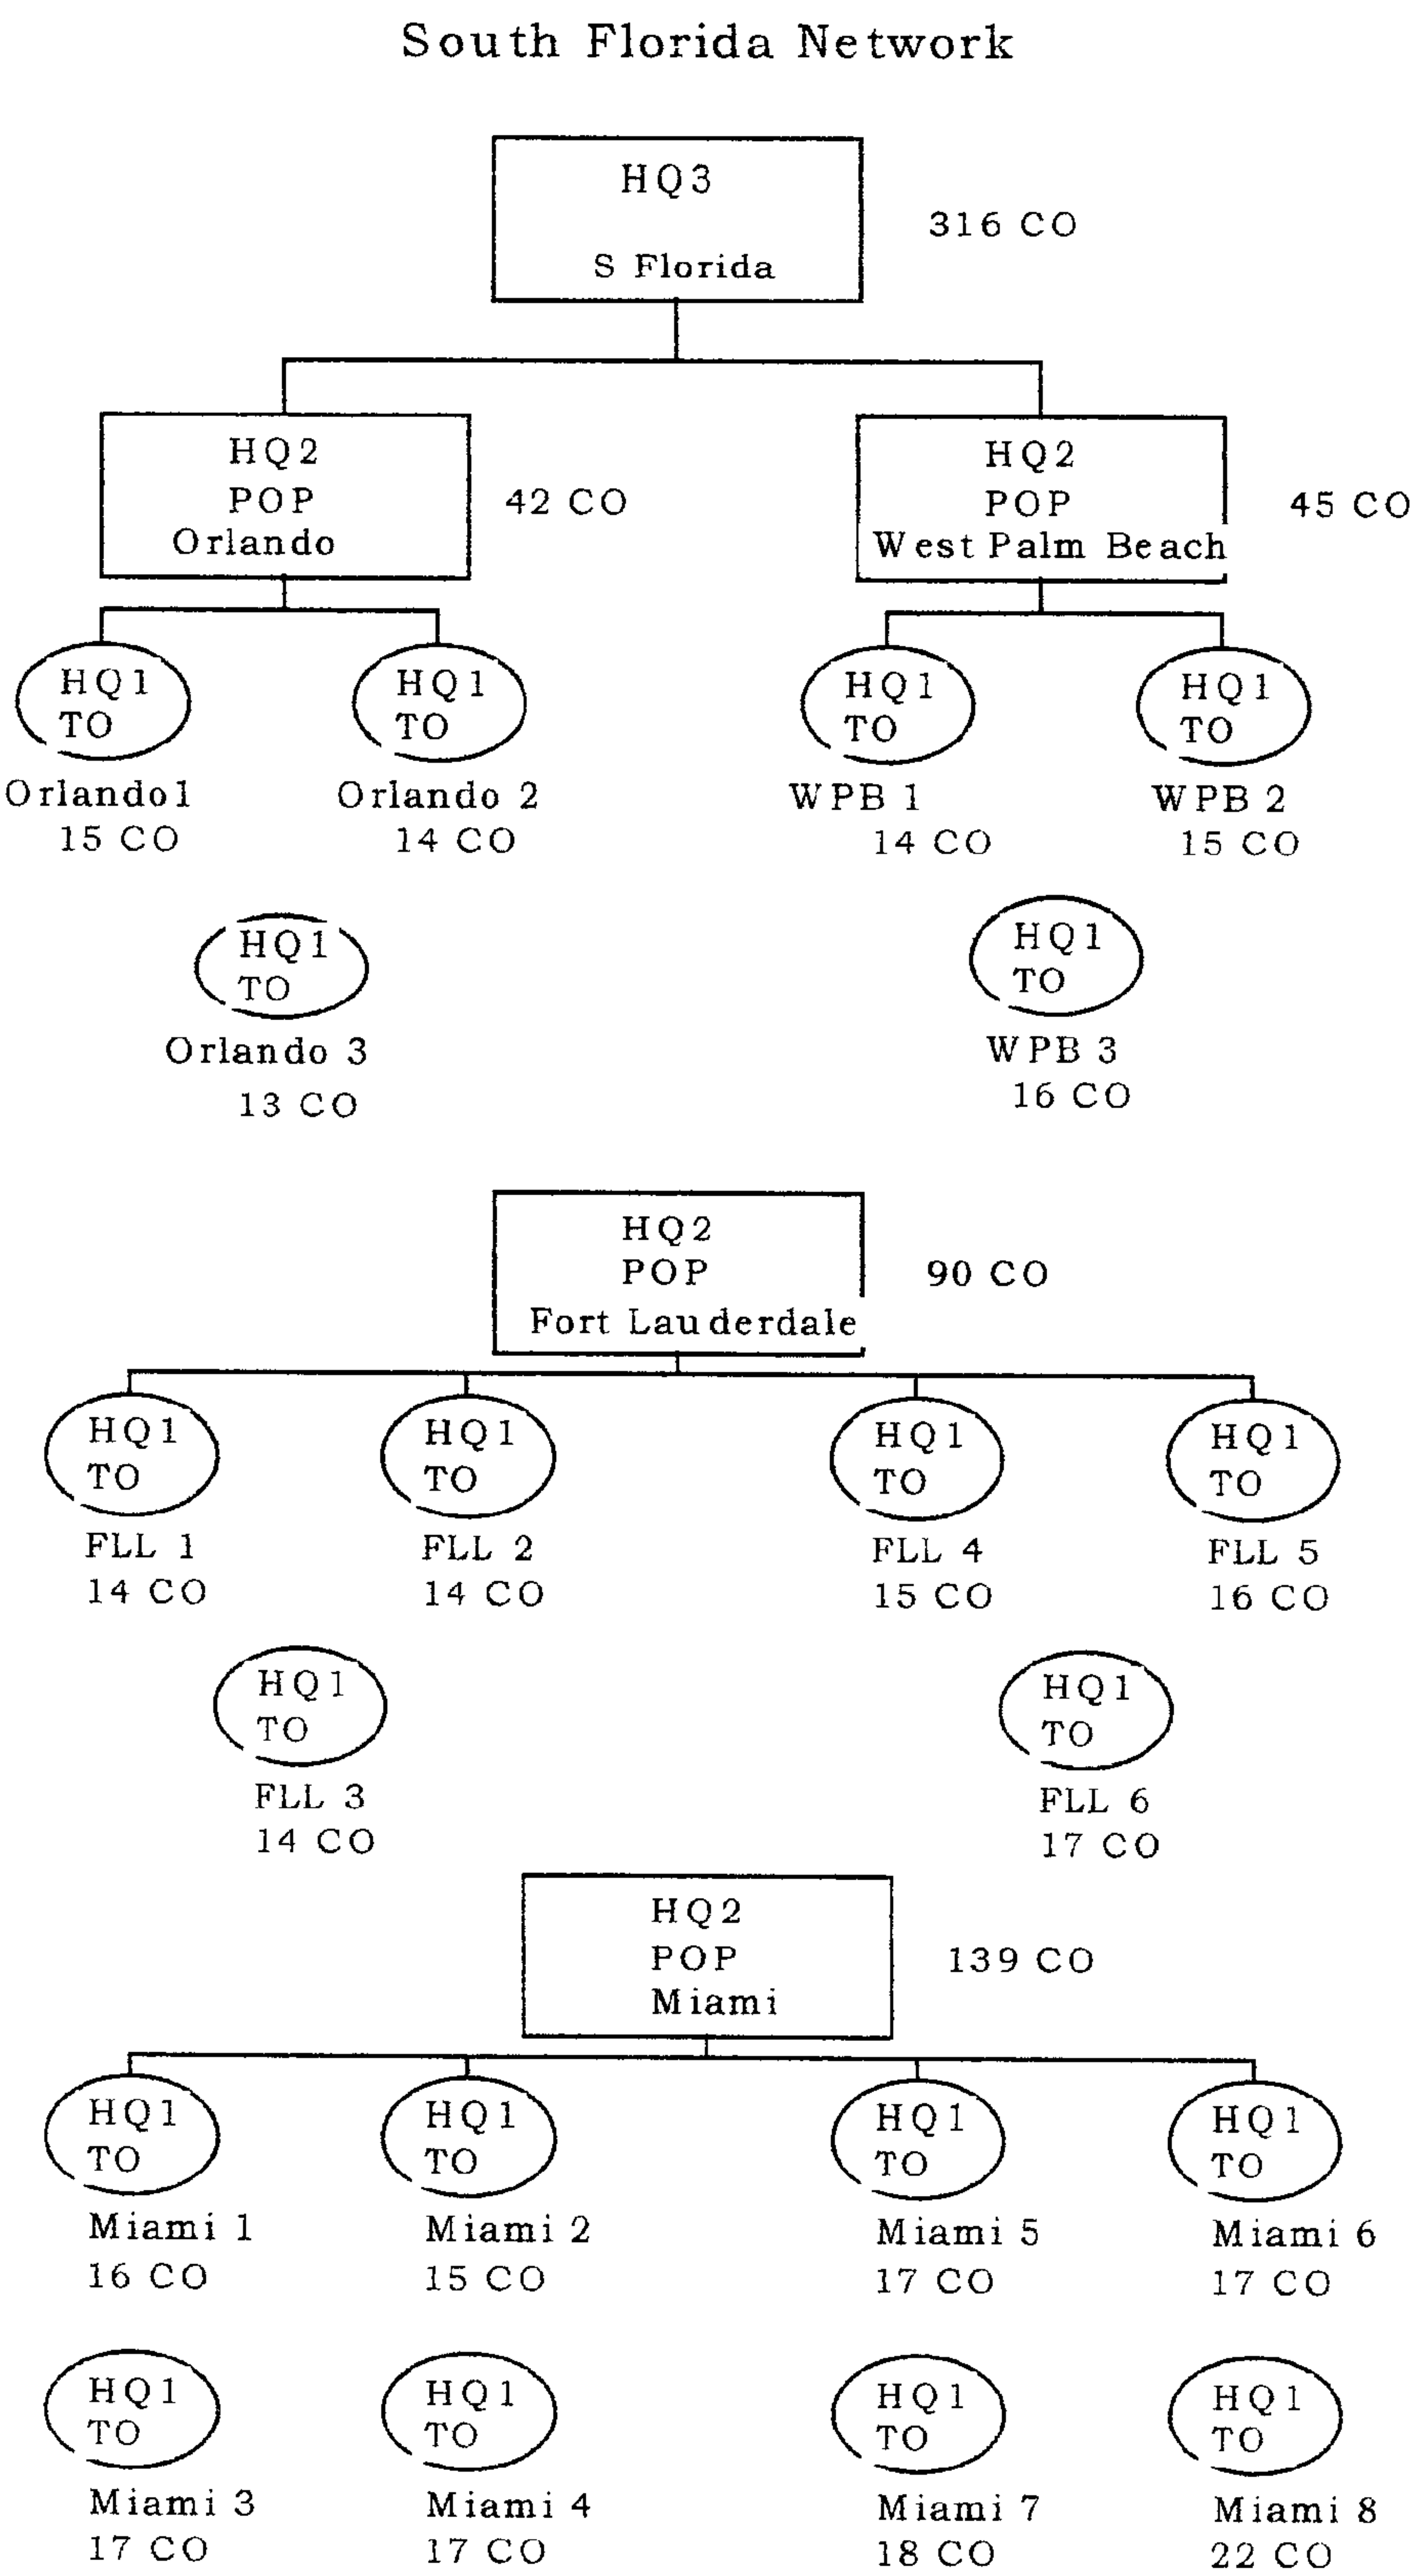 South Florida Network
HQ3
316 CO
S Florida
HQ2
POP
Orlando
42 CO
HQ2
POP
West Palm Beach
45 CO
HQ1
TO
Orlando1
15 CO
HQ1
TO
Orlando 2
14 CO
HQ1
TO
WPB 1
14 CO
HQ1
TO
WPB 2
15 CO
HQ1
TO
Orlando 3
13 CO
HQ1
TO
WPB 3
16 CO
HQ2
POP
Fort Lauderdale
90 CO
HQ1
TO
FLL 1
14 CO
HQ1
TO
FLL 2
14 CO
HQ1
TO
FLL 4
15 CO
HQ1
TO
FLL 5
16 CO
HQ1
TO
FLL 3
14 CO
HQ1
TO
FLL 6
17 CO
HQ2
POP
Miami
139 CO
HQ1
TO
Miami 1
16 CO
HQ1
TO
Miami 2
15 CO
HQ1
TO
Miami 5
17 CO
HQ1
TO
Miami 6
17 CO
HQ1
TO
Miami 3
17 CO
HQ1
TO
Miami 4
17 CO
HQ1
TO
Miami 7
18 CO
HQ1
TO
Miami 8
22 CO